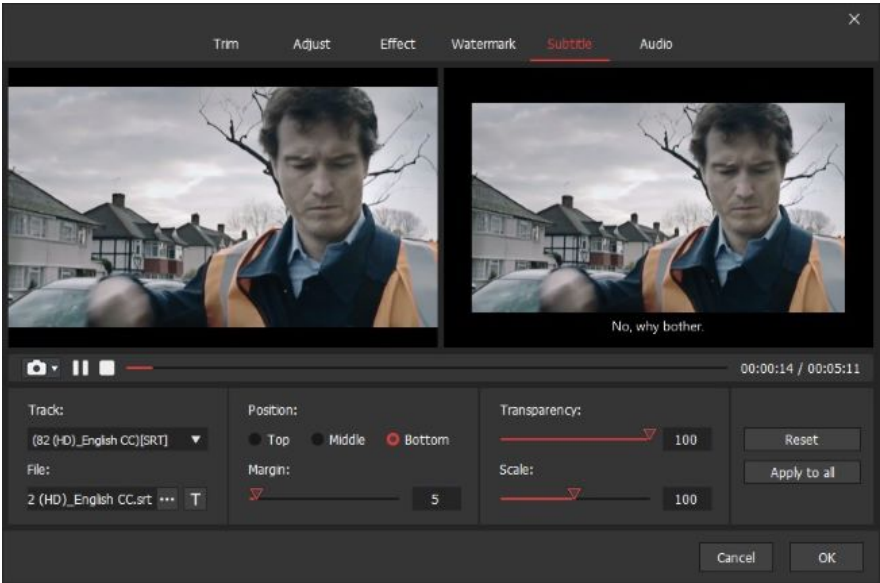 Trim Adjust Effect Watermark Subtitle Audio
No, why bother.
00:00:14 / 00:05:11
Track:
(82 (HD)_English CC)[SRT]
File:
2 (HD)_English CC.srt ... T
Position:
Top Middle Bottom
Margin:
5
Transparency:
100
Scale:
100
Reset
Apply to all
Cancel OK